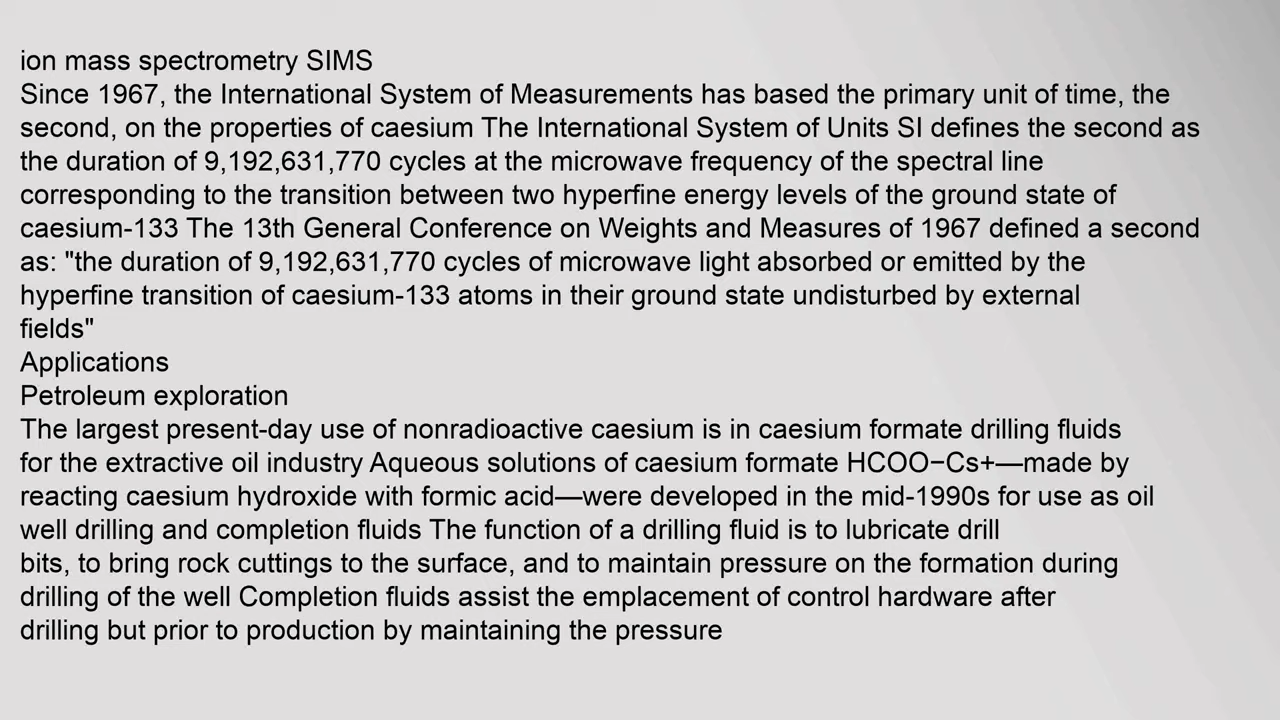 ion mass spectrometry SIMS
Since 1967, the International System of Measurements has based the primary unit of time, the
second, on the properties of caesium The International System of Units SI defines the second as
the duration of 9,192,631,770 cycles at the microwave frequency of the spectral line
corresponding to the transition between two hyperfine energy levels of the ground state of
caesium-133 The 13th General Conference on Weights and Measures of 1967 defined a second
as: "the duration of 9,192,631,770 cycles of microwave light absorbed or emitted by the
hyperfine transition of caesium-133 atoms in their ground state undisturbed by external
fields"
Applications
Petroleum exploration
The largest present-day use of nonradioactive caesium is in caesium formate drilling fluids
for the extractive oil industry Aqueous solutions of caesium formate HCOO−Cs+—made by
reacting caesium hydroxide with formic acid—were developed in the mid-1990s for use as oil
well drilling and completion fluids The function of a drilling fluid is to lubricate drill
bits, to bring rock cuttings to the surface, and to maintain pressure on the formation during
drilling of the well Completion fluids assist the emplacement of control hardware after
drilling but prior to production by maintaining the pressure